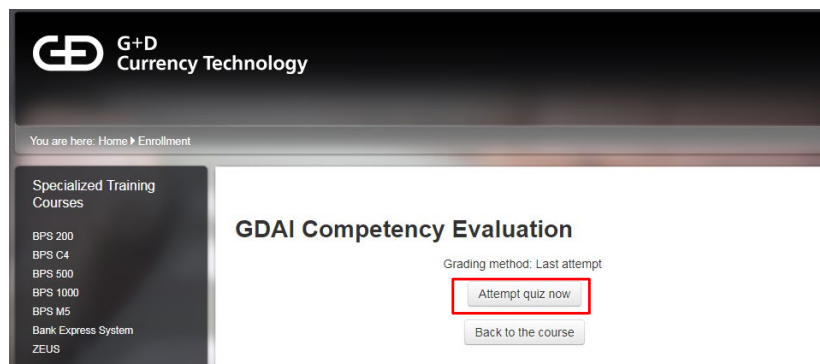 G+D
Currency Technology
You are here: Home ▸ Enrollment
Specialized Training
Courses
BPS 200
BPS C4
BPS 500
BPS 1000
BPS M5
Bank Express System
ZEUS
GDAI Competency Evaluation
Grading method: Last attempt
Attempt quiz now
Back to the course